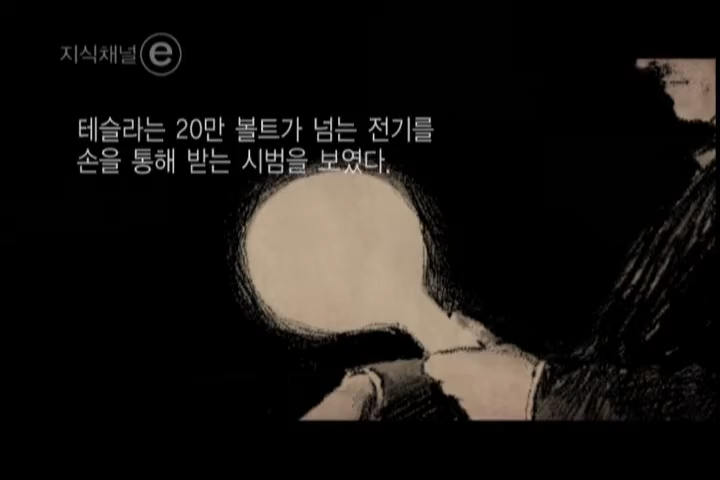 지식채널 e
테슬라는 20만 볼트가 넘는 전기를
손을 통해 받는 시범을 보였다.